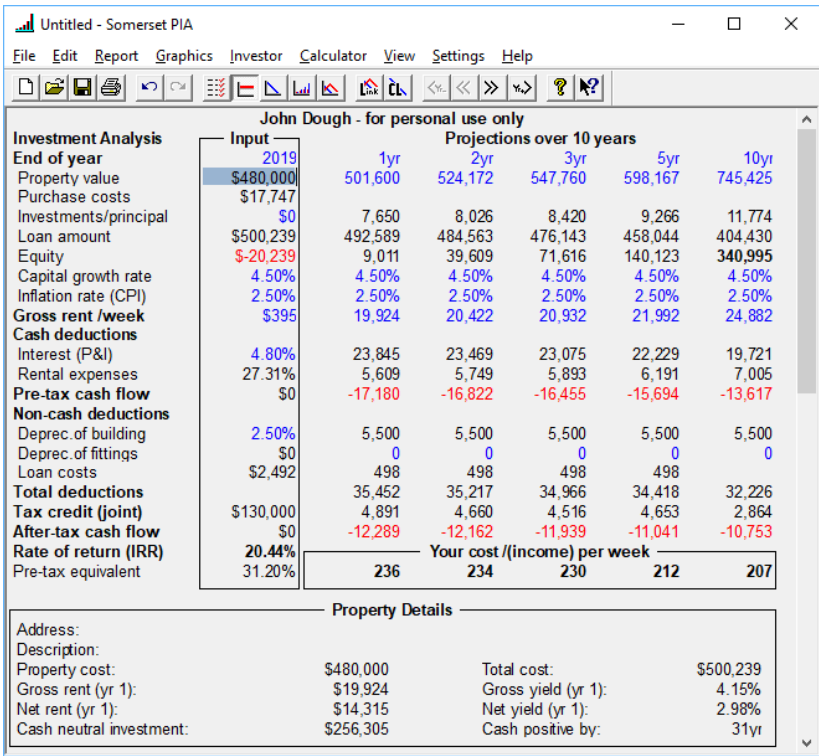 Untitled - Somerset PIA
File Edit Report Graphics Investor Calculator View Settings Help
John Dough - for personal use only
Investment Analysis Input Projections over 10 years
End of year 2019 1yr 2yr 3yr 5yr 10yr
Property value $480,000 501,600 524,172 547,760 598,167 745,425
Purchase costs $17,747
Investments/principal $0 7,650 8,026 8,420 9,266 11,774
Loan amount $500,239 492,589 484,563 476,143 458,044 404,430
Equity $-20,239 9,011 39,609 71,616 140,123 340,995
Capital growth rate 4.50% 4.50% 4.50% 4.50% 4.50% 4.50%
Inflation rate (CPI) 2.50% 2.50% 2.50% 2.50% 2.50% 2.50%
Gross rent /week $395 19,924 20,422 20,932 21,992 24,882
Cash deductions
Interest (P&I) 4.80% 23,845 23,469 23,075 22,229 19,721
Rental expenses 27.31% 5,609 5,749 5,893 6,191 7,005
Pre-tax cash flow $0 -17,180 -16,822 -16,455 -15,694 -13,617
Non-cash deductions
Deprec.of building 2.50% 5,500 5,500 5,500 5,500 5,500
Deprec.of fittings $0 0 0 0 0 0
Loan costs $2,492 498 498 498 498
Total deductions 35,452 35,217 34,966 34,418 32,226
Tax credit (joint) $130,000 4,891 4,660 4,516 4,653 2,864
After-tax cash flow $0 -12,289 -12,162 -11,939 -11,041 -10,753
Rate of return (IRR) 20.44% Your cost /(income) per week
Pre-tax equivalent 31.20% 236 234 230 212 207
Property Details
Address:
Description:
Property cost: $480,000 Total cost: $500,239
Gross rent (yr 1): $19,924 Gross yield (yr 1): 4.15%
Net rent (yr 1): $14,315 Net yield (yr 1): 2.98%
Cash neutral investment: $256,305 Cash positive by: 31yr